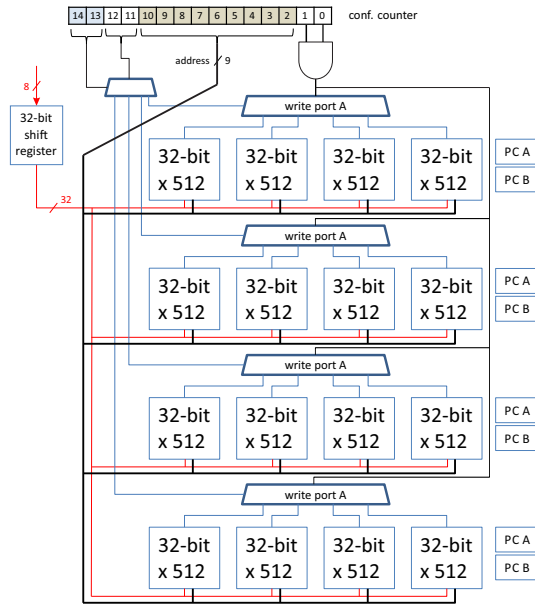 14 13 12 11 10 9 8 7 6 5 4 3 2 1 0 conf. counter
address 9
8
write port A
32-bit
shift
register
32-bit
x 512
32-bit
x 512
32-bit
x 512
32-bit
x 512
PC A
PC B
32
write port A
32-bit
x 512
32-bit
x 512
32-bit
x 512
32-bit
x 512
PC A
PC B
write port A
32-bit
x 512
32-bit
x 512
32-bit
x 512
32-bit
x 512
PC A
PC B
write port A
32-bit
x 512
32-bit
x 512
32-bit
x 512
32-bit
x 512
PC A
PC B